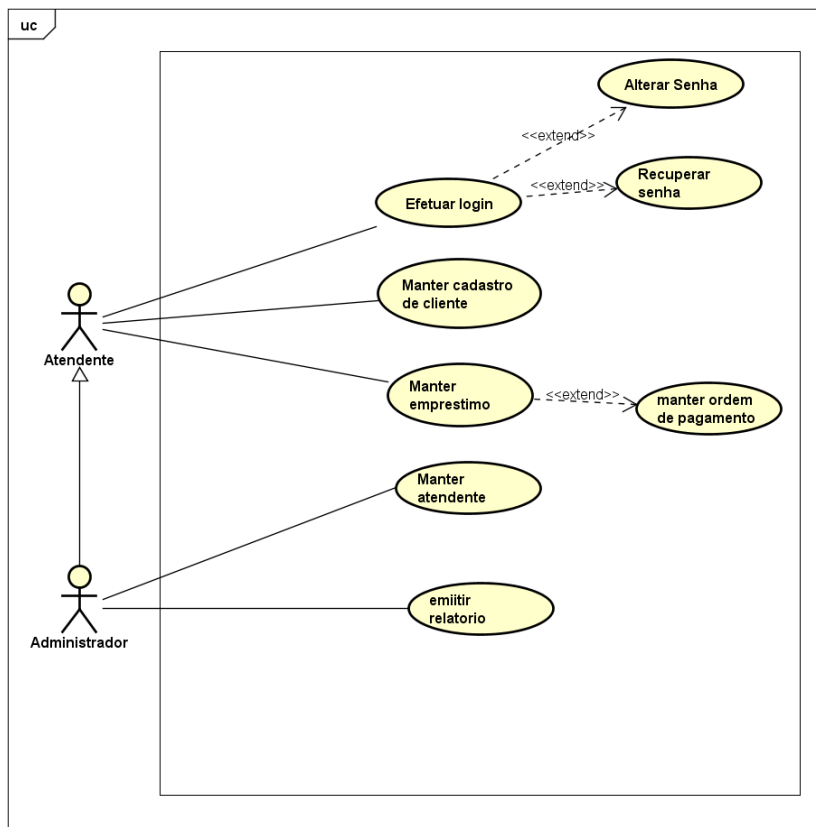 uc
Alterar Senha
<<extend>>
Recuperar
senha
<<extend>>
Efetuar login
Manter cadastro
de cliente
Atendente
Manter
emprestimo
<<extend>>
manter ordem
de pagamento
Manter
atendente
emiitir
relatorio
Administrador